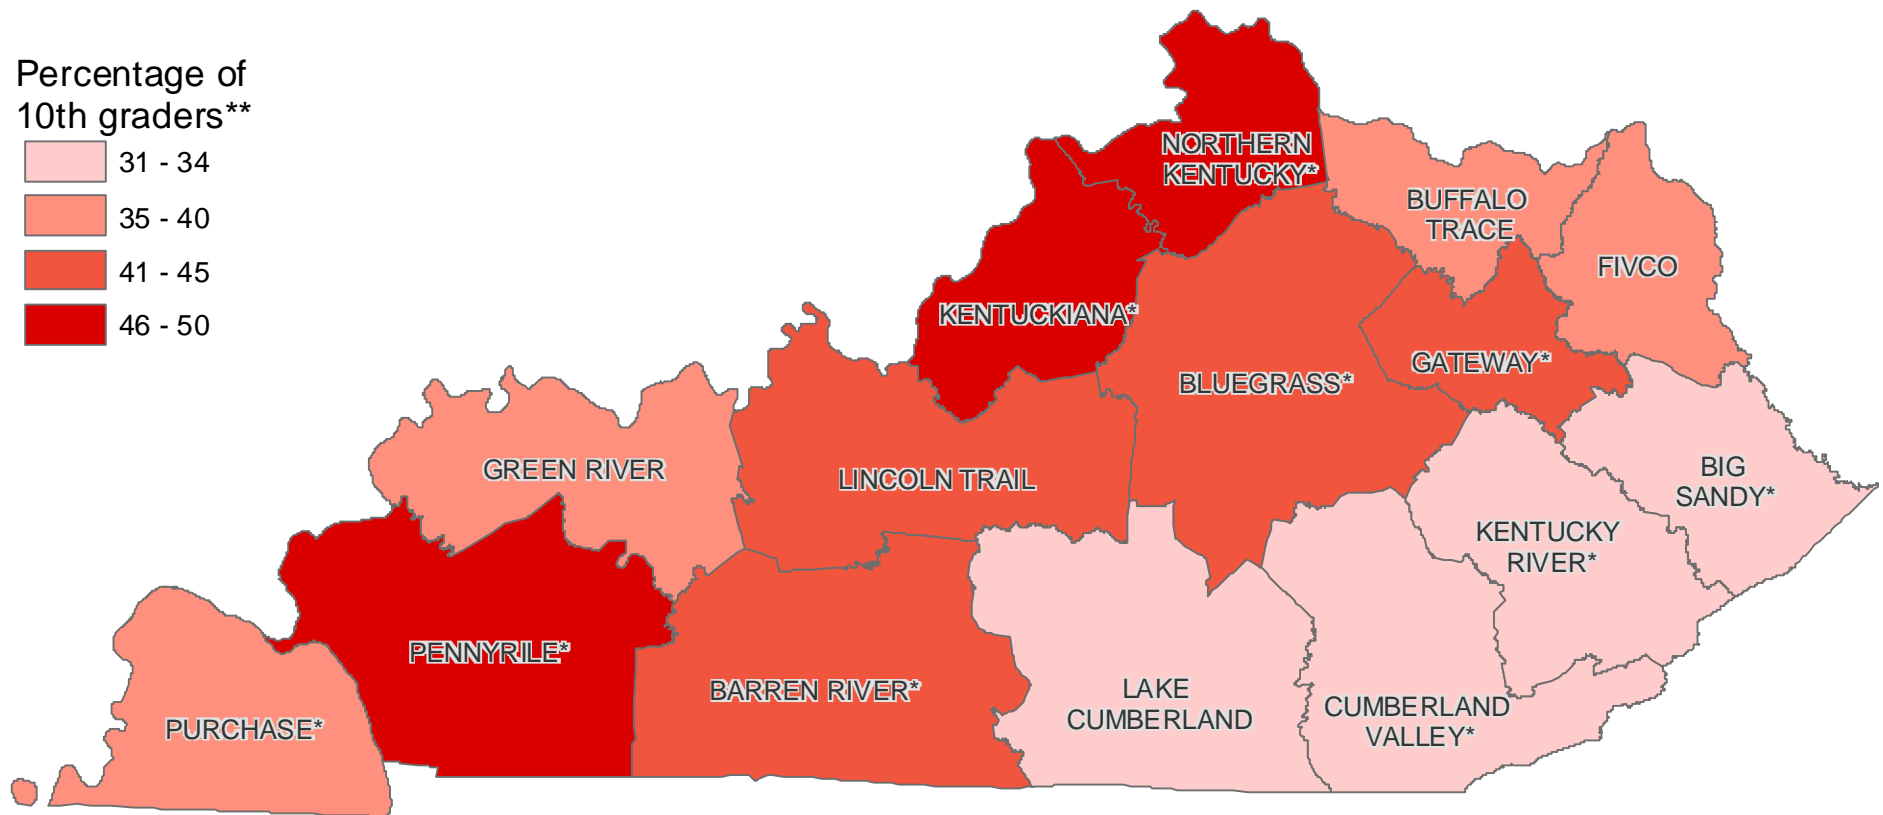 Percentage of
10th graders**
31 - 34
35 - 40
41 - 45
46 - 50
NORTHERN
KENTUCKY*
BUFFALO
TRACE
FIVCO
KENTUCKIANA*
GATEWAY*
BLUEGRASS*
GREEN RIVER
LINCOLN TRAIL
BIG
SANDY*
KENTUCKY
RIVER*
PENNYRILE*
BARREN RIVER*
LAKE
CUMBERLAND
CUMBERLAND
VALLEY*
PURCHASE*